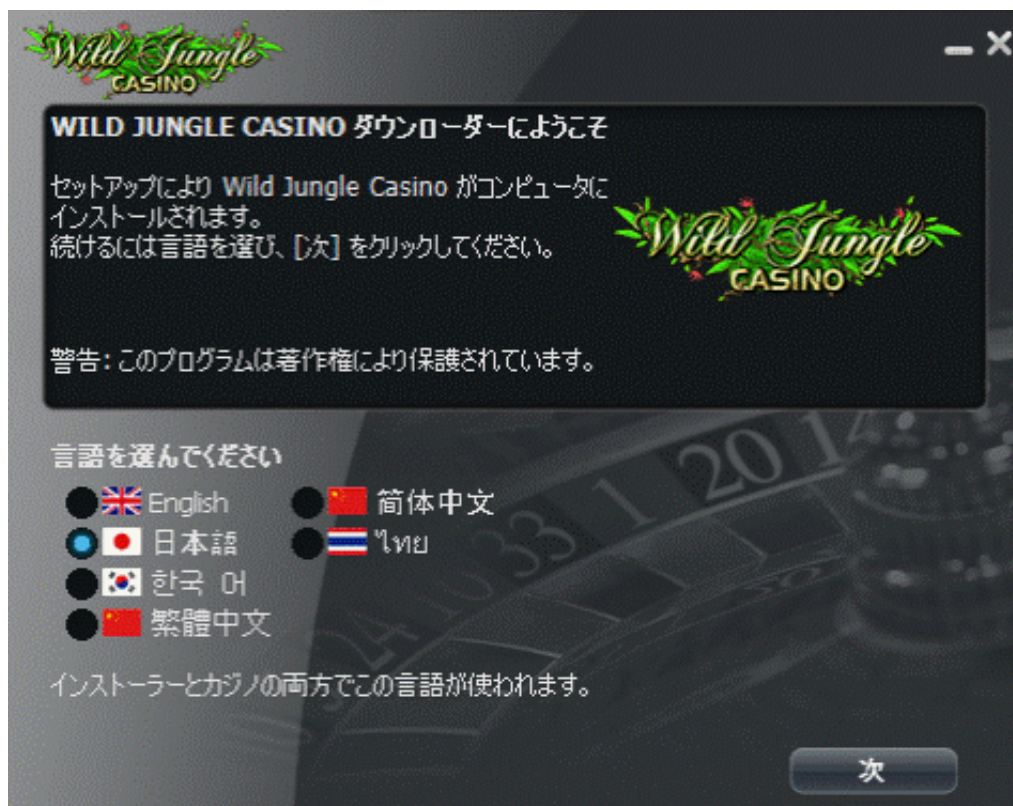 Wild Jungle
CASINO
WILD JUNGLE CASINO ダウンローダーにようこそ
セットアップにより Wild Jungle Casino がコンピュータに
インストールされます。
続けるには言語を選び、[次] をクリックしてください。
Wild Jungle
CASINO
警告: このプログラムは著作権により保護されています。
言語を選んでください
English
简体中文
日本語
ไทย
한국 어
繁體中文
インストーラーとカジノの両方でこの言語が使われます。
24 10 33 1 20 14
次